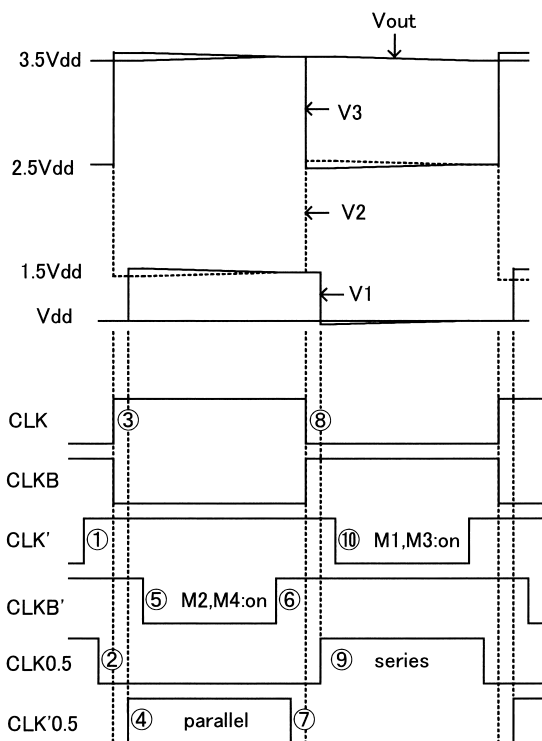 Vout
3.5Vdd
V3
2.5Vdd
V2
1.5Vdd
V1
Vdd
CLK ③ ⑧
CLKB
CLK' ① ⑩ M1,M3:on
CLKB' ⑤ M2,M4:on ⑥
CLK0.5 ② ⑨ series
CLK'0.5 ④ parallel ⑦